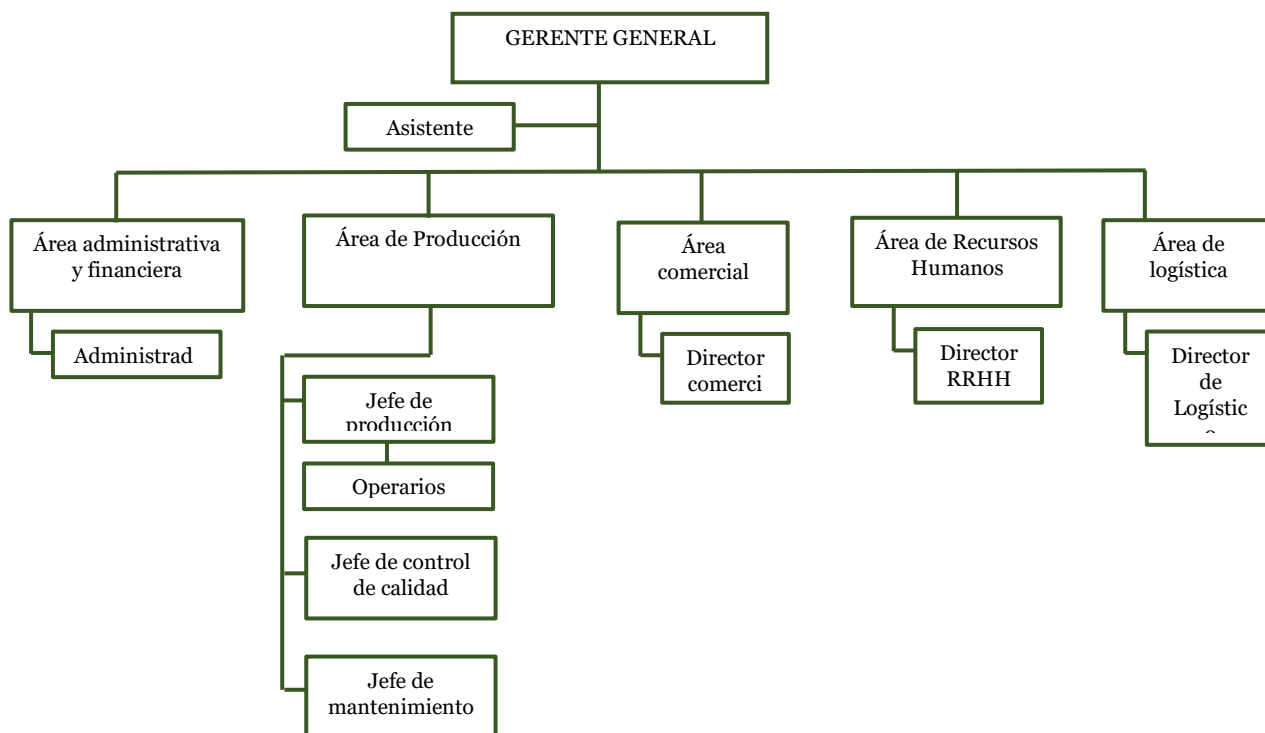 GERENTE GENERAL
Asistente
Área administrativa
y financiera
Administrad
Área de Producción
Jefe de
producción
Operarios
Jefe de control
de calidad
Jefe de
mantenimiento
Área
comercial
Director
comerci
Área de Recursos
Humanos
Director
RRHH
Área de
logística
Director
de
Logístic